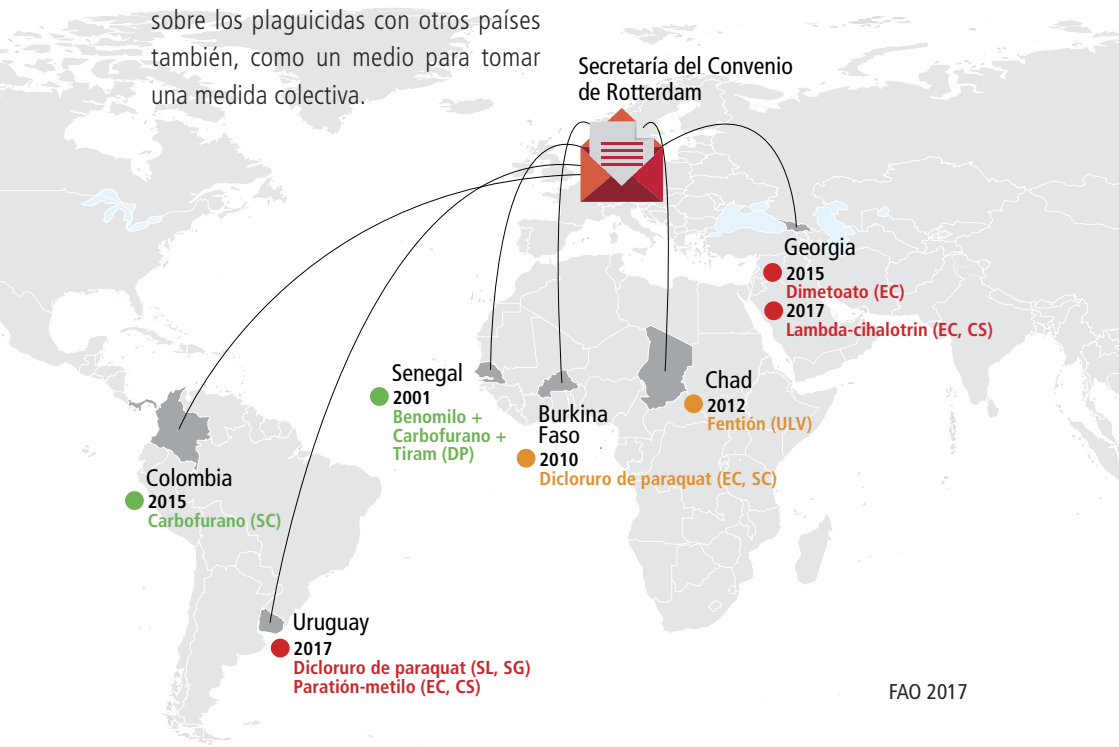 sobre los plaguicidas con otros países
también, como un medio para tomar
una medida colectiva.
Secretaría del Convenio
de Rotterdam
Georgia
2015
Dimetoato (EC)
2017
Lambda-cihalotrin (EC, CS)
Senegal
2001
Benomilo +
Carbofurano +
Tiram (DP)
Burkina
Faso
2010
Dicloruro de paraquat (EC, SC)
Chad
2012
Fentión (ULV)
Colombia
2015
Carbofurano (SC)
Uruguay
2017
Dicloruro de paraquat (SL, SG)
Paratión-metilo (EC, CS)
FAO 2017